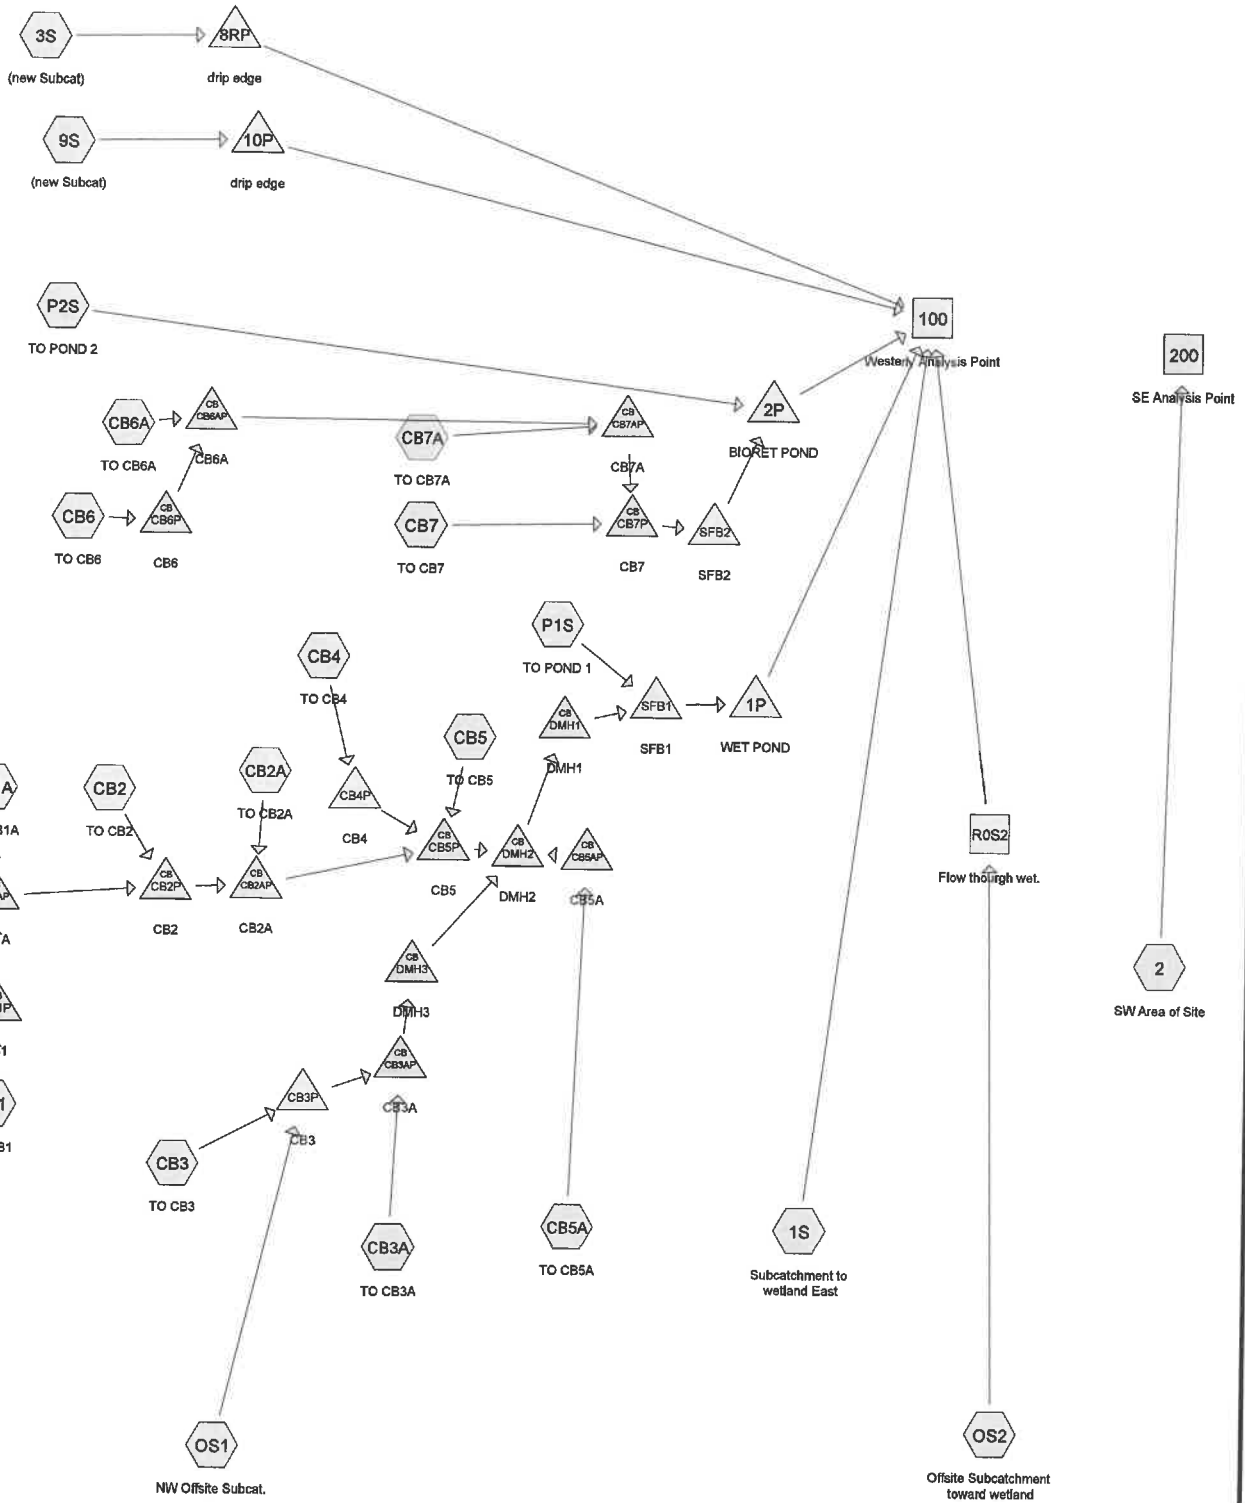 3S
8RP
(new Subcat)
drip edge
9S
10P
(new Subcat)
drip edge
P2S
TO POND 2
100
Westerly Analysis Point
200
SE Analysis Point
CB6A
TO CB6A
CB
CB6AP
CB6A
CB7A
TO CB7A
CB
CB7AP
CB7A
2P
BIORET POND
CB6
TO CB6
CB
CB6P
CB6
CB7
TO CB7
CB
CB7P
CB7
SFB2
SFB2
P1S
TO POND 1
CB4
TO CB4
CB
DMH1
DMH1
SFB1
SFB1
1P
WET POND
CB5
TO CB5
A
B1A
CB2
TO CB2
CB2A
TO CB2A
CB4P
CB4
CB
CB5P
CB5
CB
DMH2
DMH2
CB
CB5AP
CB5A
R0S2
Flow thourgh wet.
AP
A
CB
CB2P
CB2
CB
CB2AP
CB2A
CB
DMH3
DMH3
2
SW Area of Site
IP
1
CB
CB3AP
CB3A
CB3P
CB3
1
B1
CB3
TO CB3
CB3A
TO CB3A
CB5A
TO CB5A
1S
Subcatchment to
wetland East
OS1
NW Offsite Subcat.
OS2
Offsite Subcatchment
toward wetland